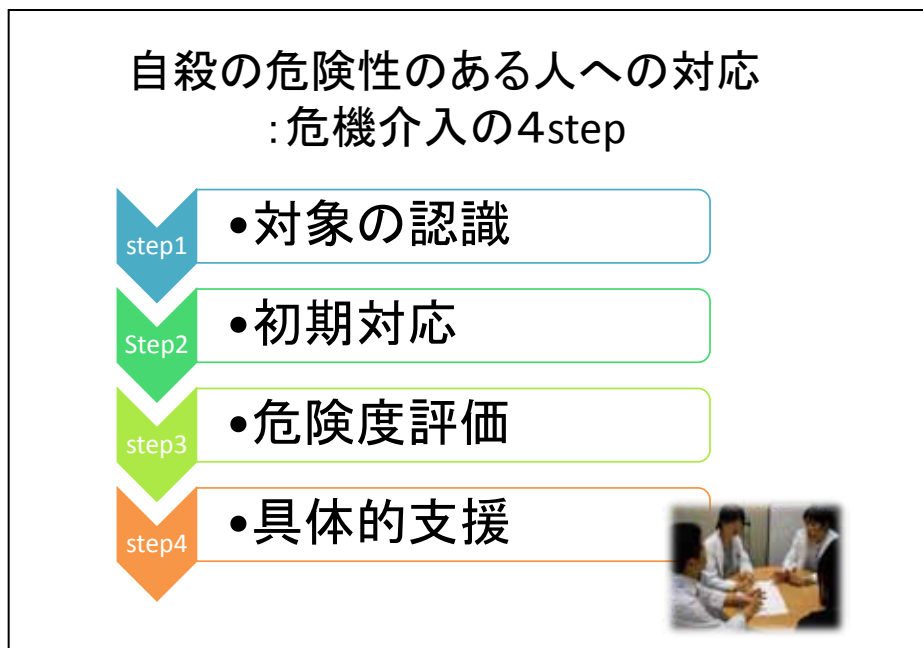 自殺の危険性のある人への対応
:危機介入の4step
step1
•対象の認識
Step2
•初期対応
step3
•危険度評価
step4
•具体的支援